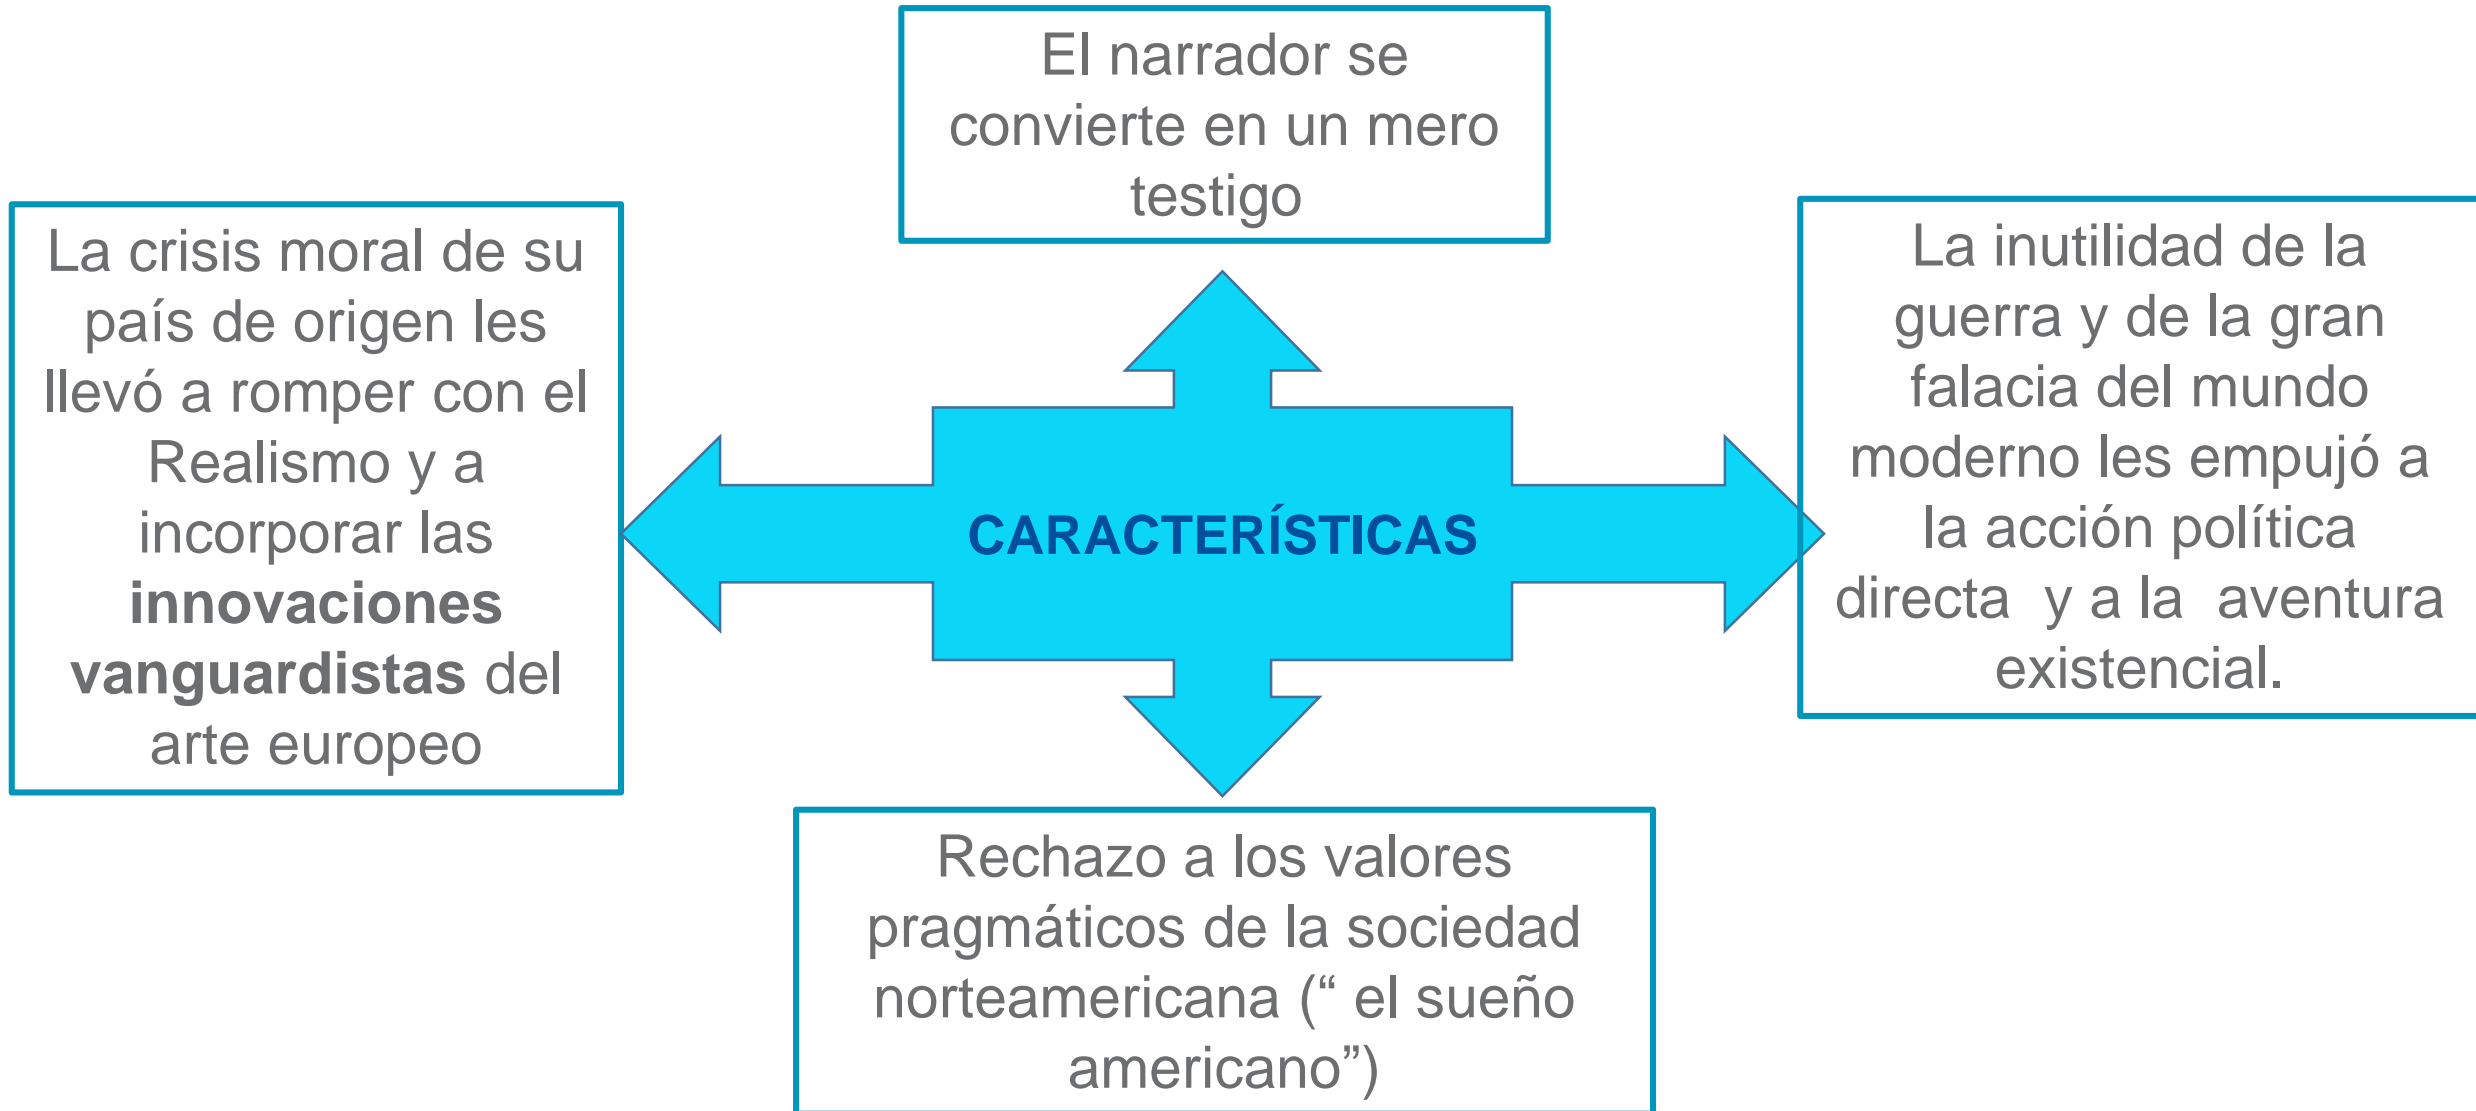 El narrador se
convierte en un mero
testigo
La crisis moral de su
país de origen les
llevó a romper con el
Realismo y a
incorporar las
innovaciones
vanguardistas del
arte europeo
CARACTERÍSTICAS
La inutilidad de la
guerra y de la gran
falacia del mundo
moderno les empujó a
la acción política
directa  y a la  aventura
existencial.
Rechazo a los valores
pragmáticos de la sociedad
norteamericana (“ el sueño
americano”)